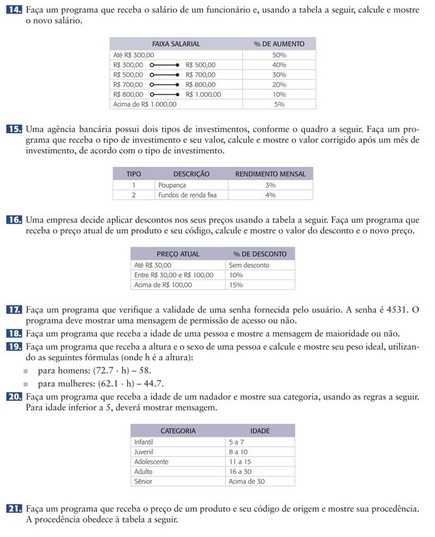 14. Faça um programa que receba o salário de um funcionário e, usando a tabela a seguir, calcule e mostre
o novo salário.
FAIXA SALARIAL % DE AUMENTO
Até R$ 300,00 50%
R$ 300,00 R$ 500,00 40%
R$ 500,00 R$ 700,00 30%
R$ 700,00 R$ 800,00 20%
R$ 800,00 R$ 1.000,00 10%
Acima de R$ 1.000,00 5%
15. Uma agência bancária possui dois tipos de investimentos, conforme o quadro a seguir. Faça um pro-
grama que receba o tipo de investimento e seu valor, calcule e mostre o valor corrigido após um mês de
investimento, de acordo com o tipo de investimento.
TIPO DESCRIÇÃO RENDIMENTO MENSAL
1 Poupança 3%
2 Fundos de renda fixa 4%
16. Uma empresa decide aplicar descontos nos seus preços usando a tabela a seguir. Faça um programa que
receba o preço atual de um produto e seu código, calcule e mostre o valor do desconto e o novo preço.
PREÇO ATUAL % DE DESCONTO
Até R$ 30,00 Sem desconto
Entre R$ 30,00 e R$ 100,00 10%
Acima de R$ 100,00 15%
17. Faça um programa que verifique a validade de uma senha fornecida pelo usuário. A senha é 4531. O
programa deve mostrar uma mensagem de permissão de acesso ou não.
18. Faça um programa que receba a idade de uma pessoa e mostre a mensagem de maioridade ou não.
19. Faça um programa que receba a altura e o sexo de uma pessoa e calcule e mostre seu peso ideal, utilizan-
do as seguintes fórmulas (onde h é a altura):
para homens: (72.7 · h) – 58.
para mulheres: (62.1 · h) – 44.7.
20. Faça um programa que receba a idade de um nadador e mostre sua categoria, usando as regras a seguir.
Para idade inferior a 5, deverá mostrar mensagem.
CATEGORIA IDADE
Infantil 5 a 7
Juvenil 8 a 10
Adolescente 11 a 15
Adulto 16 a 30
Sênior Acima de 30
21. Faça um programa que receba o preço de um produto e seu código de origem e mostre sua procedência.
A procedência obedece à tabela a seguir.